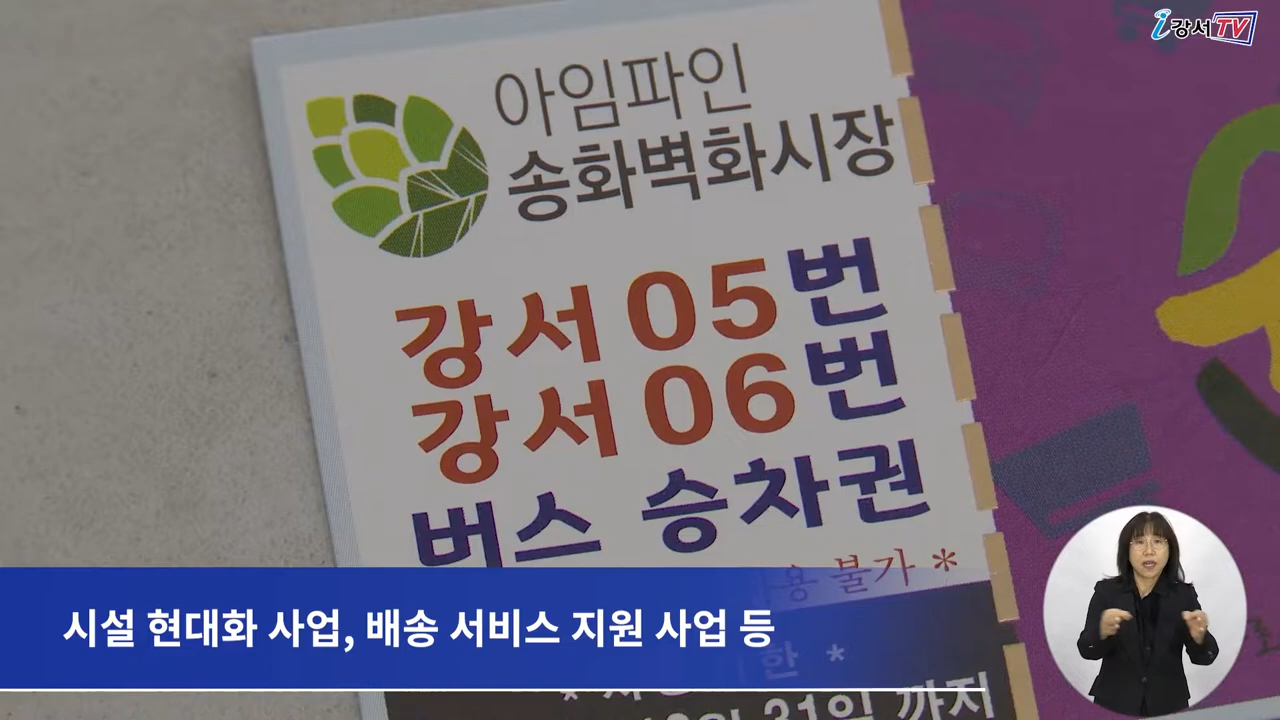 i강서TV
아임파인
송화벽화시장
강서 05번
강서 06번
버스 승차권
불가 *
*
31일 까지
시설 현대화 사업, 배송 서비스 지원 사업 등